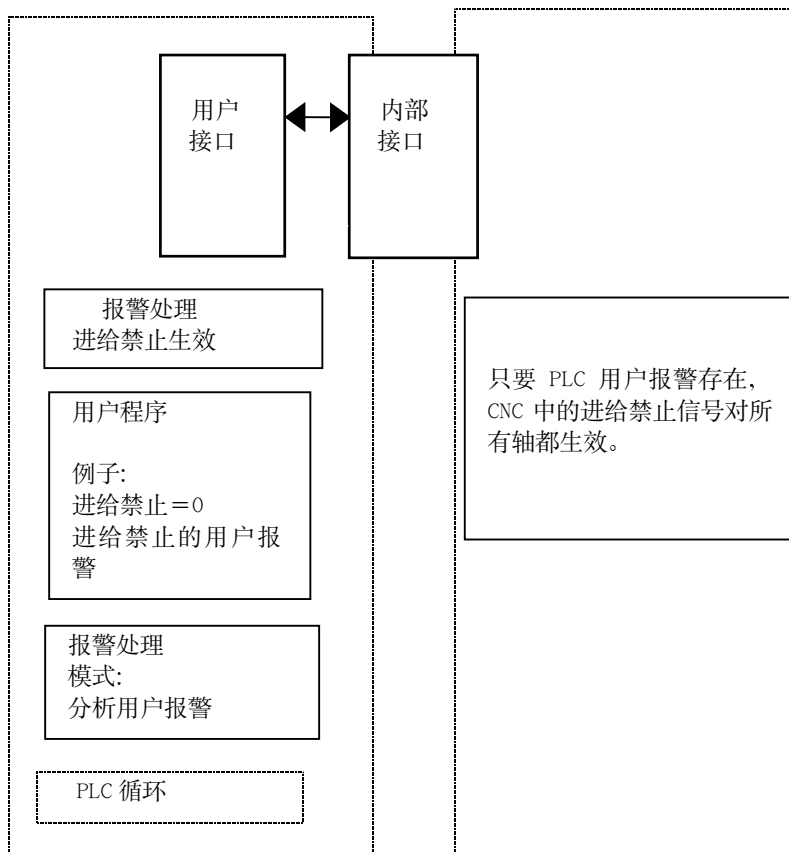 用户
接口
内部
接口
报警处理
进给禁止生效
用户程序
例子:
进给禁止＝0
进给禁止的用户报
警
报警处理
模式:
分析用户报警
PLC 循环
只要 PLC 用户报警存在,
CNC 中的进给禁止信号对所
有轴都生效。